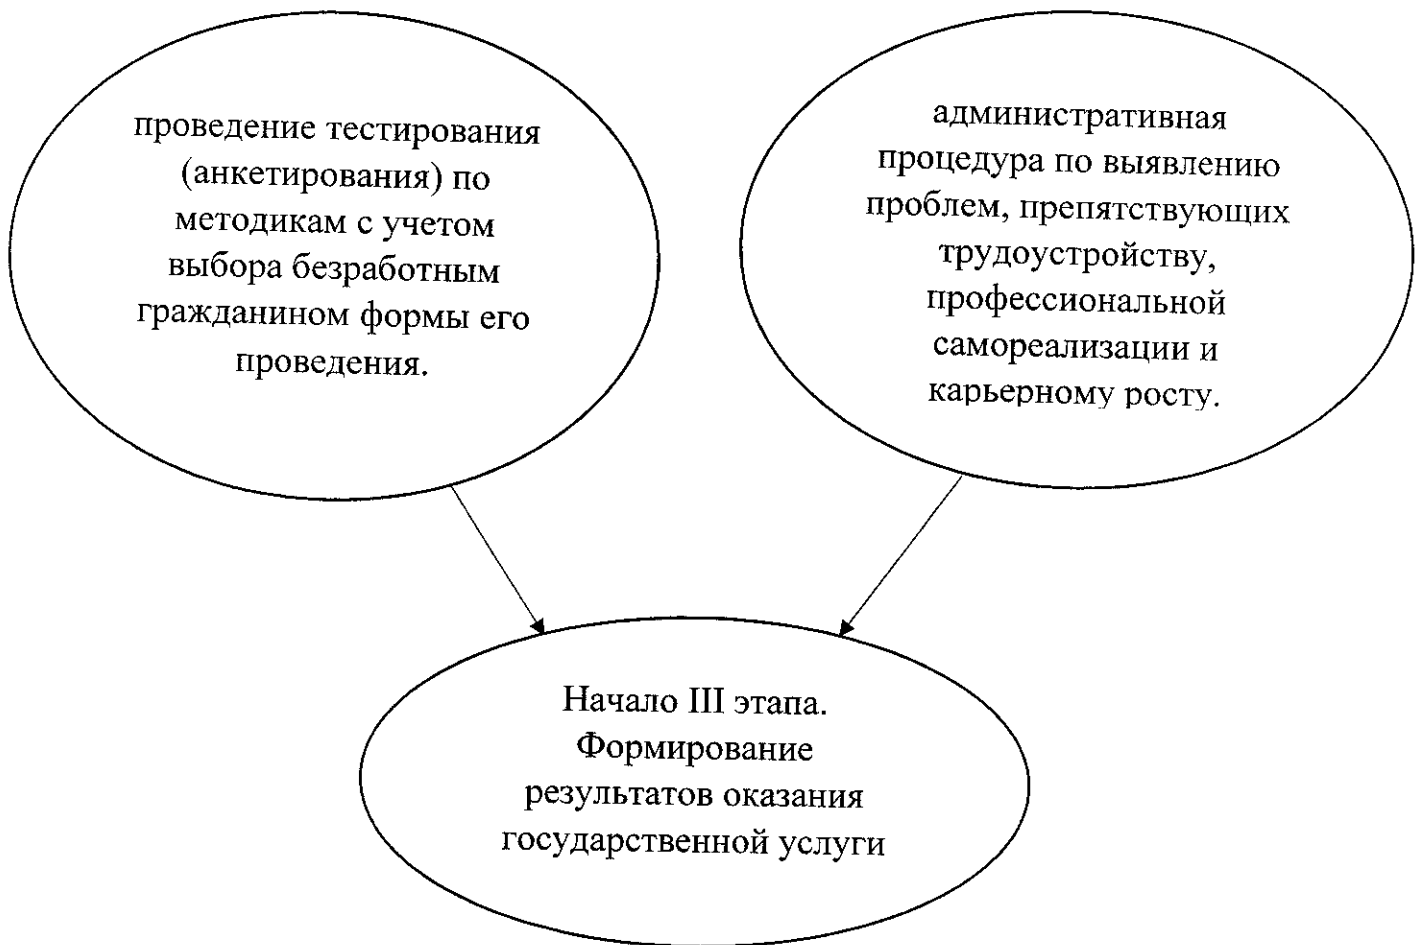 проведение тестирования
(анкетирования) по
методикам с учетом
выбора безработным
гражданином формы его
проведения.
административная
процедура по выявлению
проблем, препятствующих
трудоустройству,
профессиональной
самореализации и
карьерному росту.
Начало III этапа.
Формирование
результатов оказания
государственной услуги